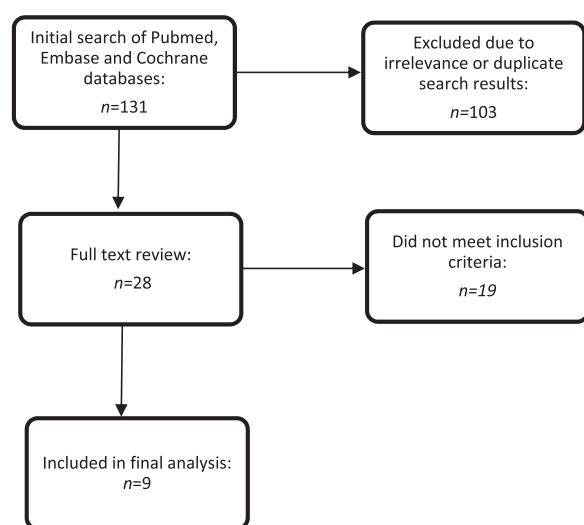 Initial search of Pubmed,
Embase and Cochrane
databases:
n=131
Excluded due to
irrelevance or duplicate
search results:
n=103
Full text review:
n=28
Did not meet inclusion
criteria:
n=19
Included in final analysis:
n=9